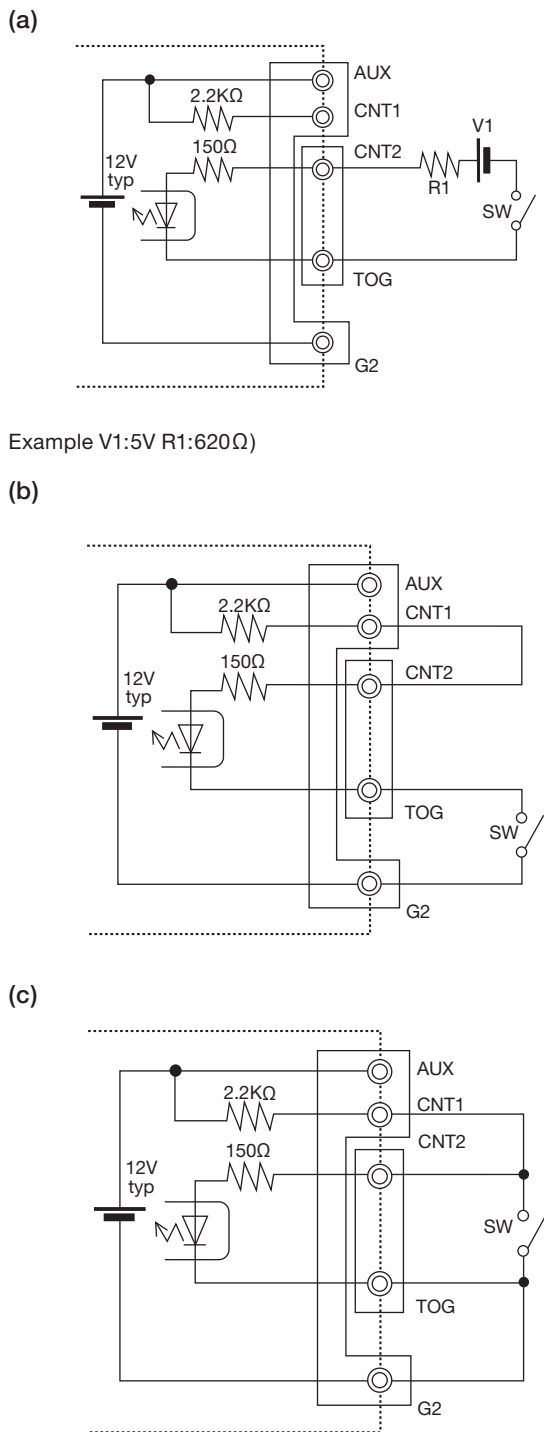 (a)
AUX
2.2KΩ
CNT1
V1
150Ω
CNT2
12V
typ
R1
SW
TOG
G2
Example V1:5V R1:620Ω)
(b)
AUX
2.2KΩ
CNT1
150Ω
CNT2
12V
typ
TOG
SW
G2
(c)
AUX
2.2KΩ
CNT1
CNT2
150Ω
12V
typ
SW
TOG
G2